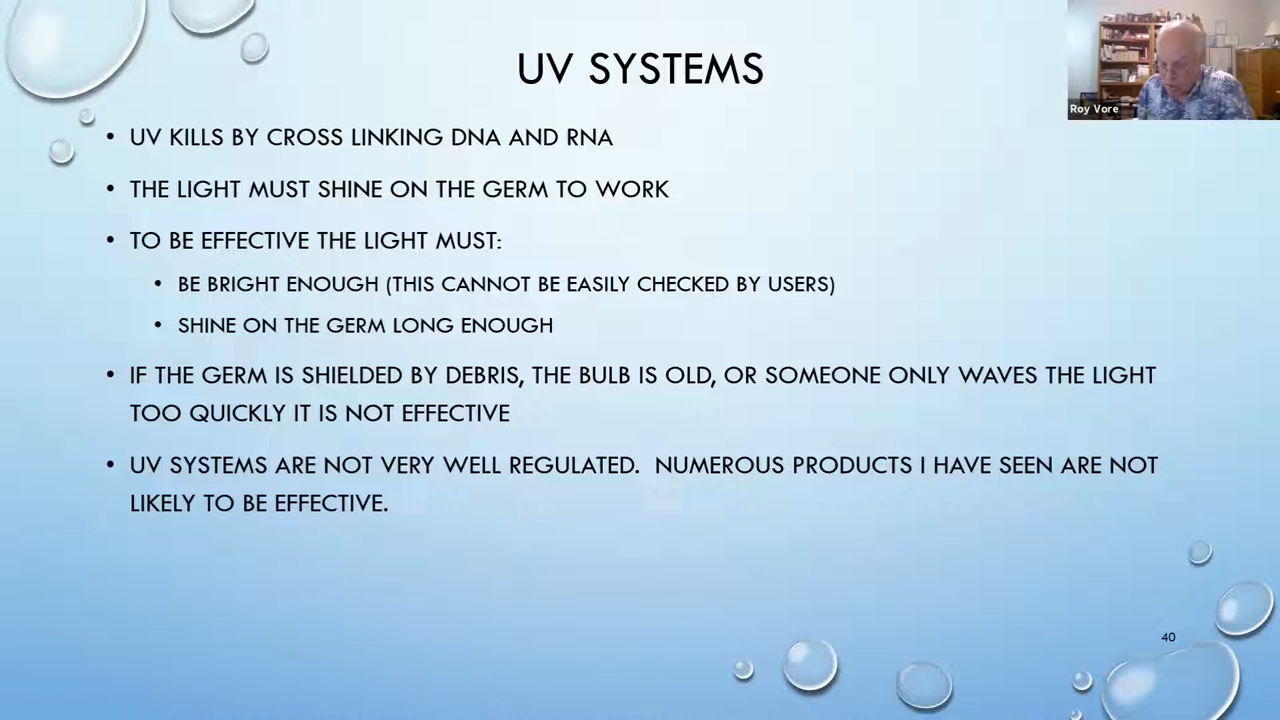 UV SYSTEMS
Roy Vore
• UV KILLS BY CROSS LINKING DNA AND RNA
• THE LIGHT MUST SHINE ON THE GERM TO WORK
• TO BE EFFECTIVE THE LIGHT MUST:
• BE BRIGHT ENOUGH (THIS CANNOT BE EASILY CHECKED BY USERS)
• SHINE ON THE GERM LONG ENOUGH
• IF THE GERM IS SHIELDED BY DEBRIS, THE BULB IS OLD, OR SOMEONE ONLY WAVES THE LIGHT
TOO QUICKLY IT IS NOT EFFECTIVE
• UV SYSTEMS ARE NOT VERY WELL REGULATED.  NUMEROUS PRODUCTS I HAVE SEEN ARE NOT
LIKELY TO BE EFFECTIVE.
40